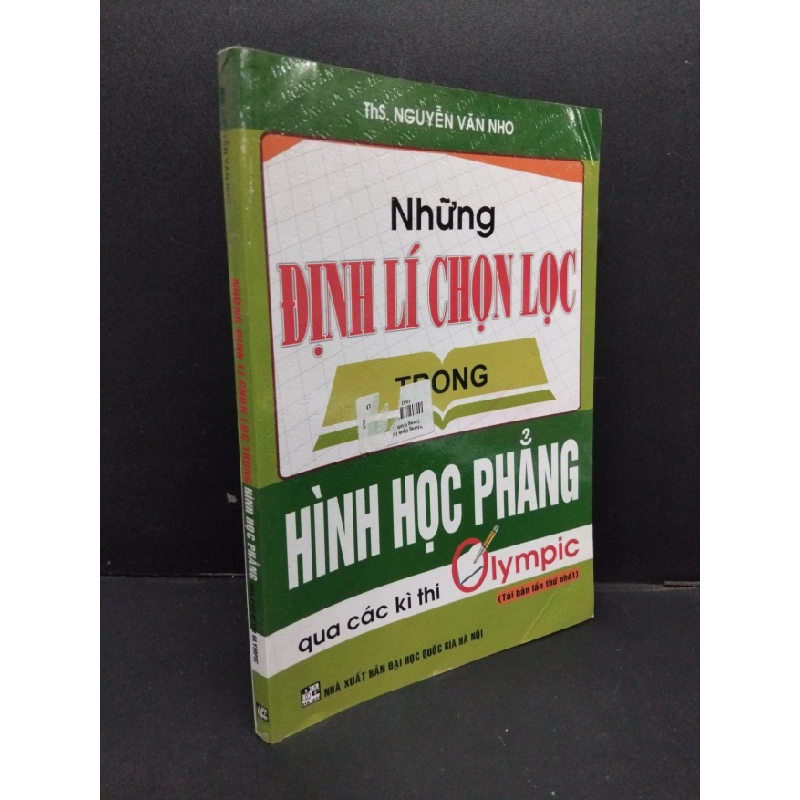 ThS. NGUYỄN VĂN NHO
Những
ĐỊNH LÍ CHỌN LỌC
TRONG
HÌNH HỌC PHẲNG
qua các kì thi Olympic
(Tái bản lần thứ nhất)
NHÀ XUẤT BẢN ĐẠI HỌC QUỐC GIA HÀ NỘI
NHỮNG ĐỊNH LÍ CHỌN LỌC TRONG HÌNH HỌC PHẲNG
OLYMPIC